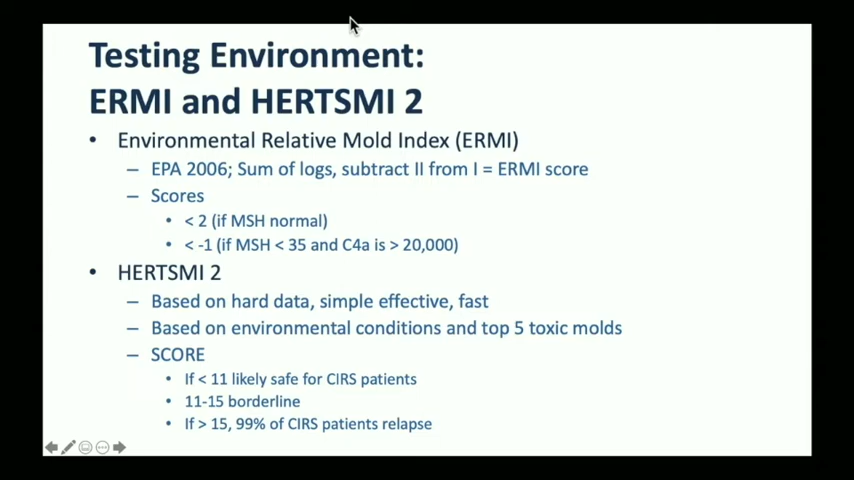 Testing Environment:
ERMI and HERTSMI 2
• Environmental Relative Mold Index (ERMI)
– EPA 2006; Sum of logs, subtract II from I = ERMI score
– Scores
• < 2 (if MSH normal)
• < -1 (if MSH < 35 and C4a is > 20,000)
• HERTSMI 2
– Based on hard data, simple effective, fast
– Based on environmental conditions and top 5 toxic molds
– SCORE
• If < 11 likely safe for CIRS patients
• 11-15 borderline
• If > 15, 99% of CIRS patients relapse